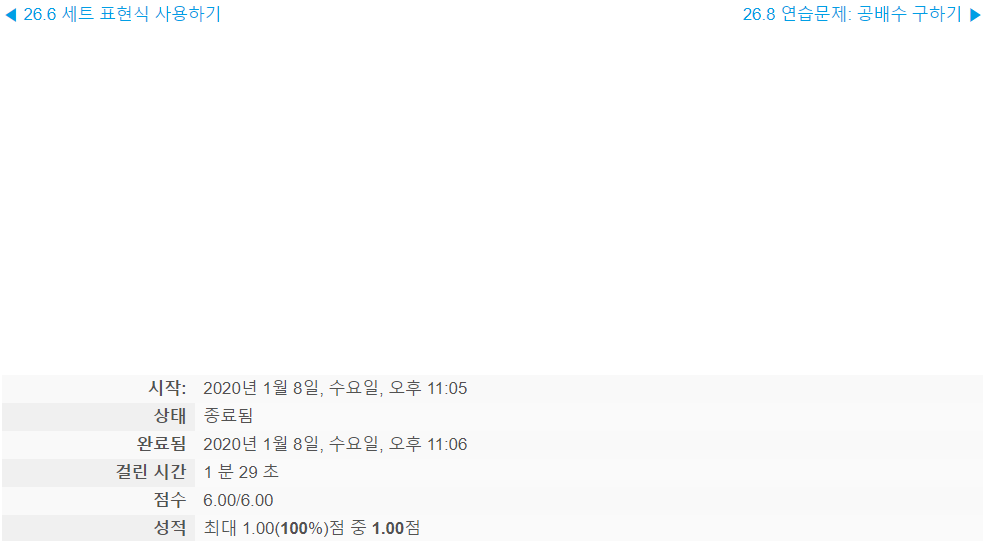 ◀ 26.6 세트 표현식 사용하기
26.8 연습문제: 공배수 구하기 ▶
시작: 2020년 1월 8일, 수요일, 오후 11:05
상태 종료됨
완료됨 2020년 1월 8일, 수요일, 오후 11:06
걸린 시간 1 분 29 초
점수 6.00/6.00
성적 최대 1.00(100%)점 중 1.00점